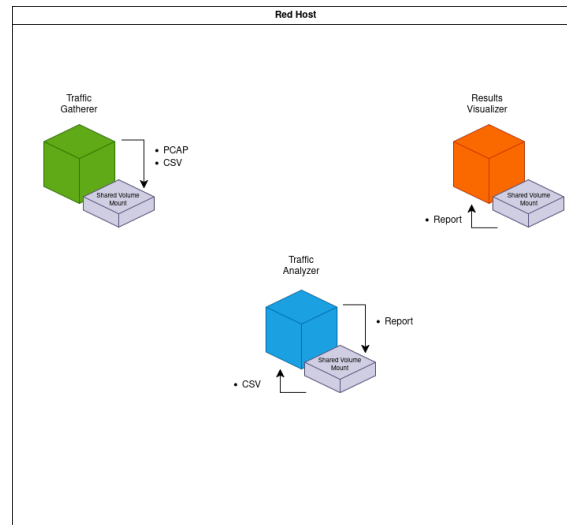 Red Host
Traffic
Gatherer
• PCAP
• CSV
Shared Volume
Mount
Results
Visualizer
• Report
Shared Volume
Mount
Traffic
Analyzer
• Report
• CSV
Shared Volume
Mount